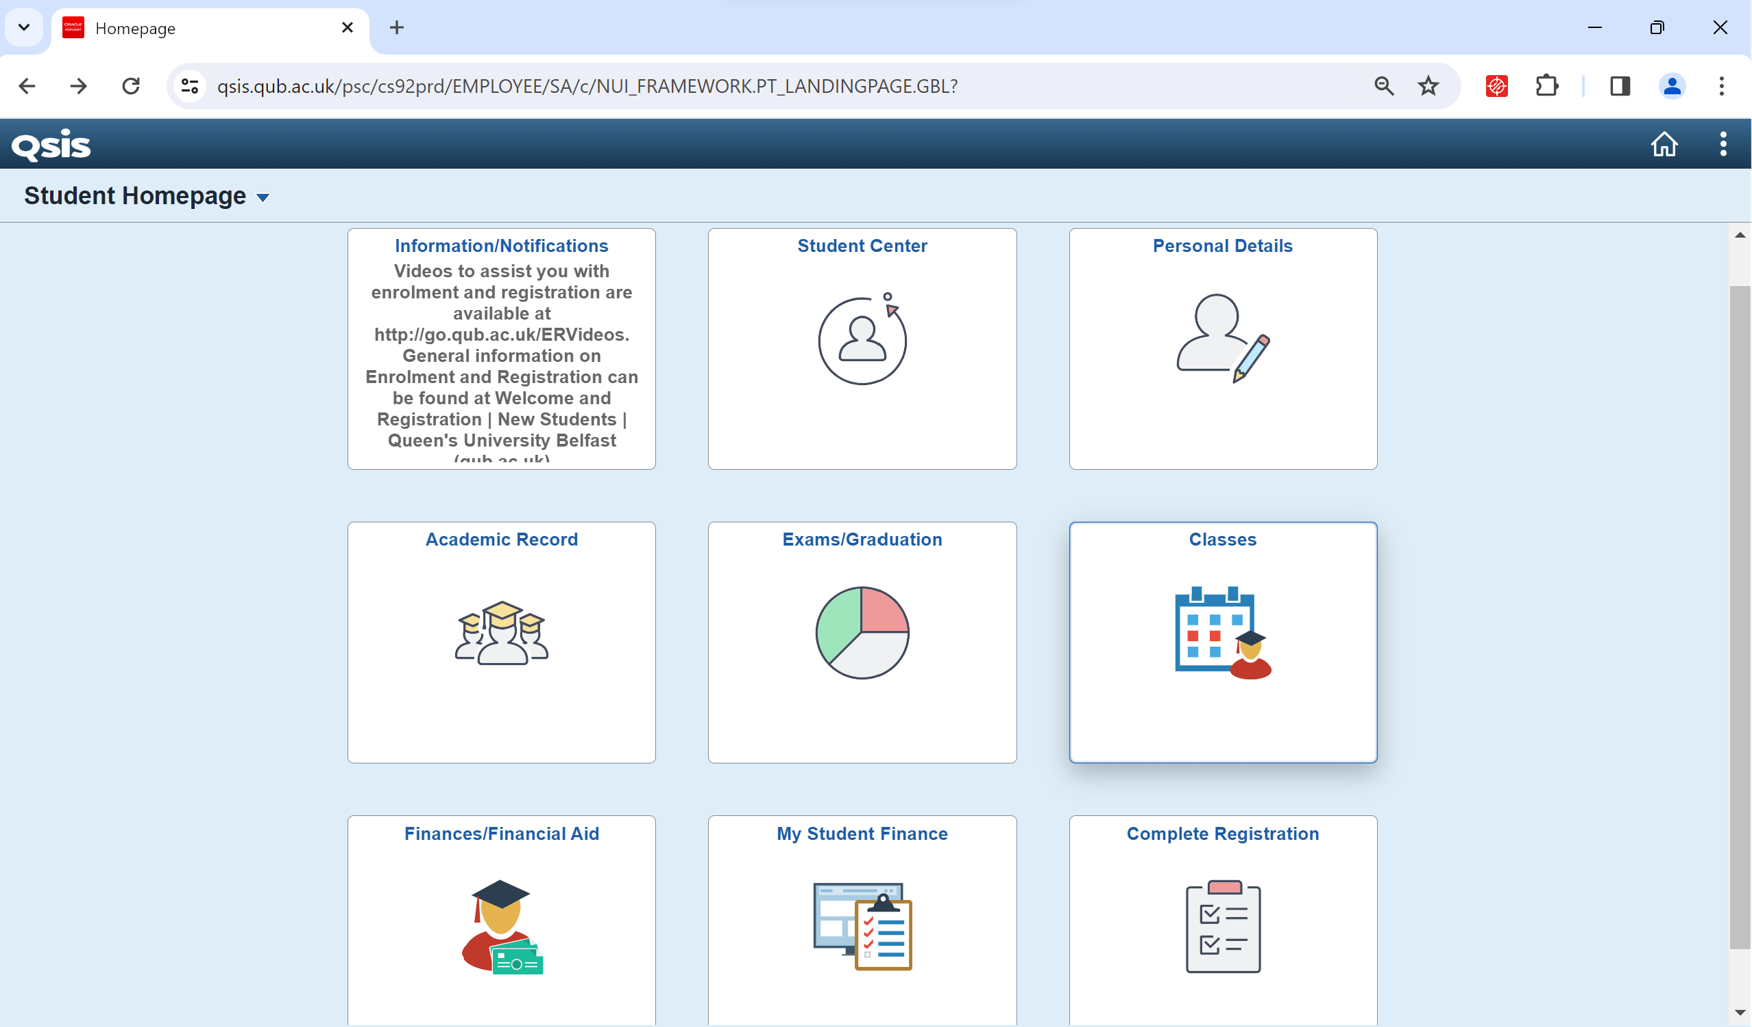 Homepage
qsis.qub.ac.uk/psc/cs92prd/EMPLOYEE/SA/c/NUI_FRAMEWORK.PT_LANDINGPAGE.GBL?
Qsis
Student Homepage
Information/Notifications
Videos to assist you with
enrolment and registration are
available at
http://go.qub.ac.uk/ERVideos.
General information on
Enrolment and Registration can
be found at Welcome and
Registration | New Students |
Queen's University Belfast
(qub.ac.uk)
Student Center
Personal Details
Academic Record
Exams/Graduation
Classes
Finances/Financial Aid
My Student Finance
Complete Registration